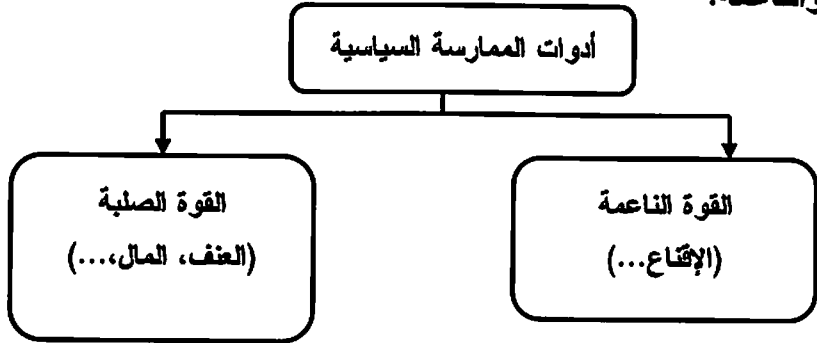 أدوات الممارسة السياسية
القوة الناعمة
(الإقناع...)
القوة الصلبة
(العنف، المال،...)